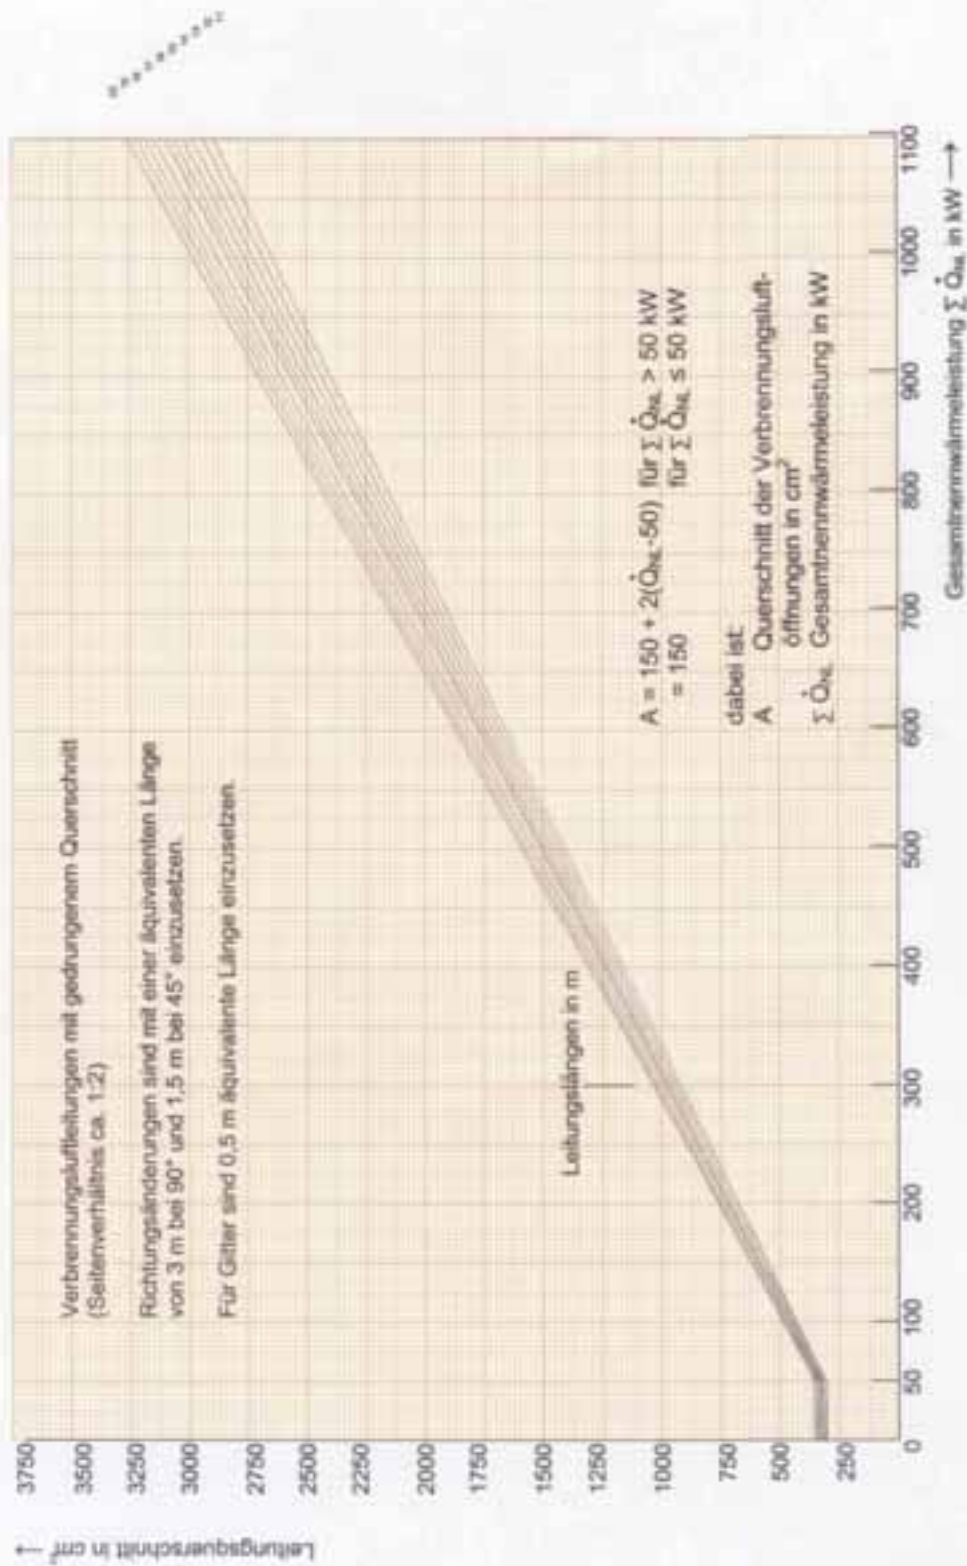 Leitungsquerschnitt in cm² →
3750
3500
3250
3000
2750
2500
2250
2000
1750
1500
1250
1000
750
500
250
Verbrennungsluftleitungen mit gedrungenem Querschnitt
(Seitenverhältnis ca. 1:2)
Richtungsänderungen sind mit einer äquivalenten Länge
von 3 m bei 90° und 1,5 m bei 45° einzusetzen.
Für Gitter sind 0,5 m äquivalente Länge einzusetzen.
Leitungslängen in m
A = 150 + 2(Q̇NL-50) für Σ Q̇NL > 50 kW
= 150 für Σ Q̇NL ≤ 50 kW
dabei ist:
A Querschnitt der Verbrennungsluft-
öffnungen in cm²
Σ Q̇NL Gesamtnennwärmeleistung in kW
0 50 100 200 300 400 500 600 700 800 900 1000 1100
Gesamtnennwärmeleistung Σ Q̇NL in kW →